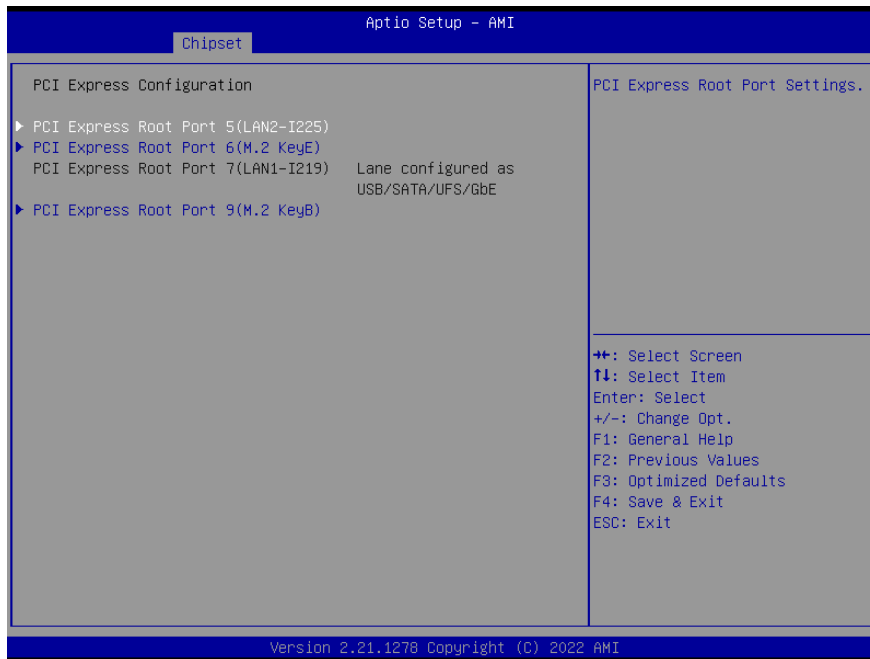 Aptio Setup – AMI
Chipset
PCI Express Configuration
PCI Express Root Port 5(LAN2-I225)
PCI Express Root Port 6(M.2 KeyE)
PCI Express Root Port 7(LAN1-I219) Lane configured as
USB/SATA/UFS/GbE
PCI Express Root Port 9(M.2 KeyB)
PCI Express Root Port Settings.
→←: Select Screen
↑↓: Select Item
Enter: Select
+/-: Change Opt.
F1: General Help
F2: Previous Values
F3: Optimized Defaults
F4: Save & Exit
ESC: Exit
Version 2.21.1278 Copyright (C) 2022 AMI